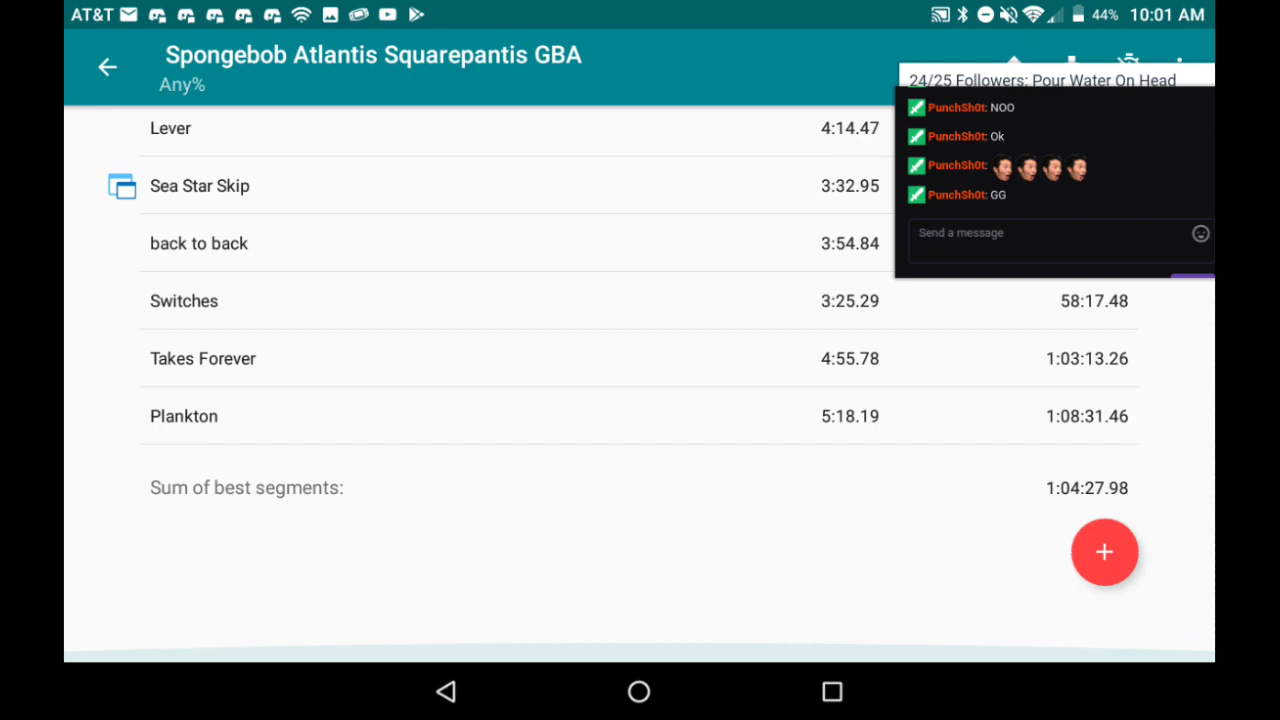 AT&T 44% 10:01 AM
Spongebob Atlantis Squarepantis GBA
Any%
24/25 Followers: Pour Water On Head
PunchSh0t: NOO
PunchSh0t: Ok
PunchSh0t:
PunchSh0t: GG
Send a message
Lever 4:14.47
Sea Star Skip 3:32.95
back to back 3:54.84
Switches 3:25.29 58:17.48
Takes Forever 4:55.78 1:03:13.26
Plankton 5:18.19 1:08:31.46
Sum of best segments: 1:04:27.98